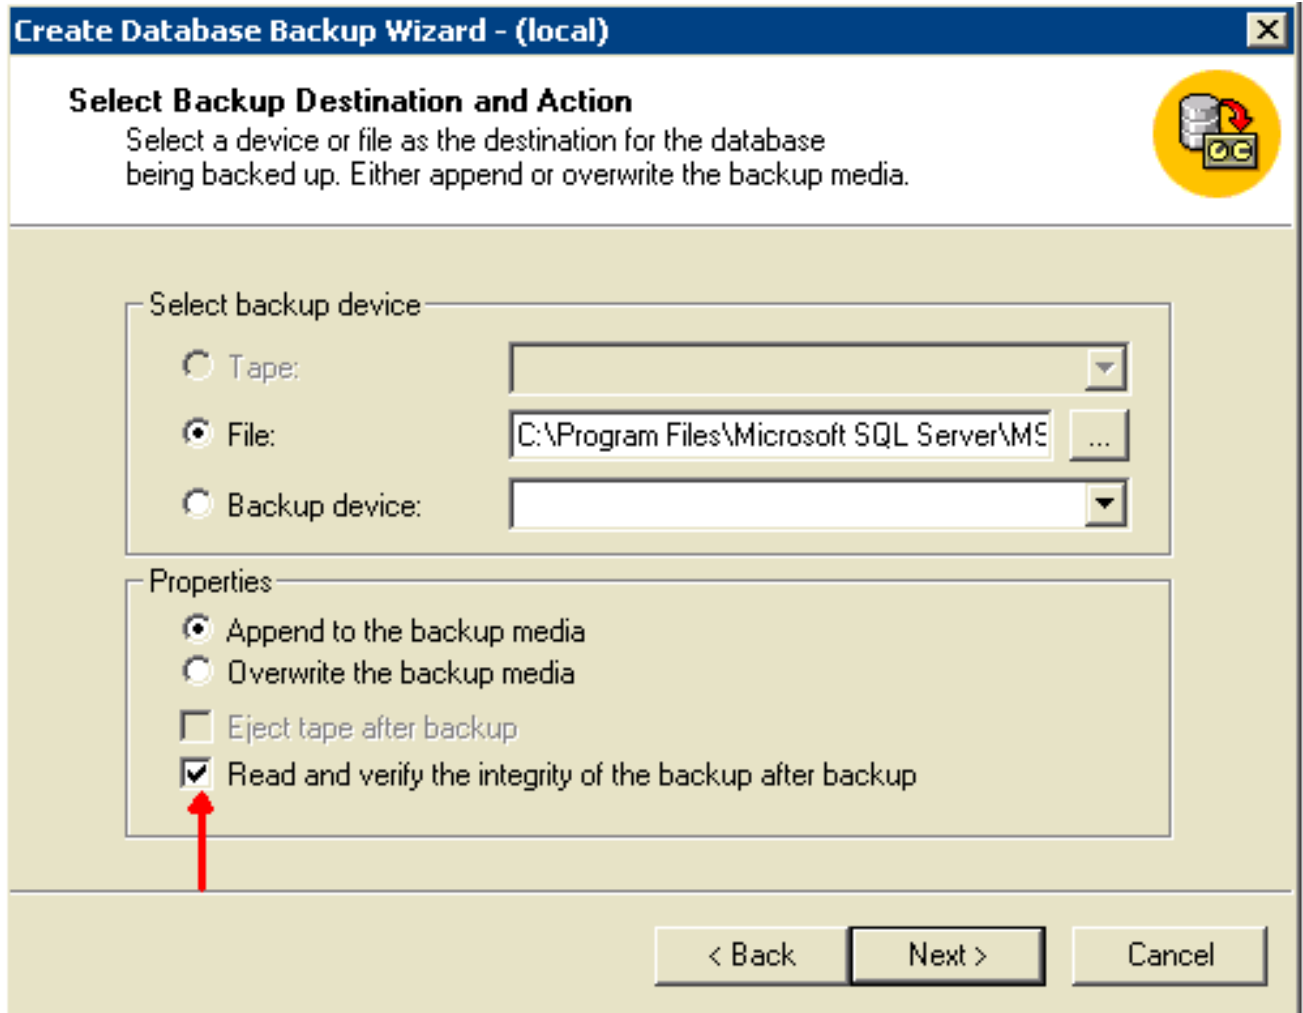 Create Database Backup Wizard - (local)
Select Backup Destination and Action
Select a device or file as the destination for the database
being backed up. Either append or overwrite the backup media.
Select backup device
Tape:
File:
C:\Program Files\Microsoft SQL Server\MS
...
Backup device:
Properties
Append to the backup media
Overwrite the backup media
Eject tape after backup
Read and verify the integrity of the backup after backup
< Back
Next >
Cancel